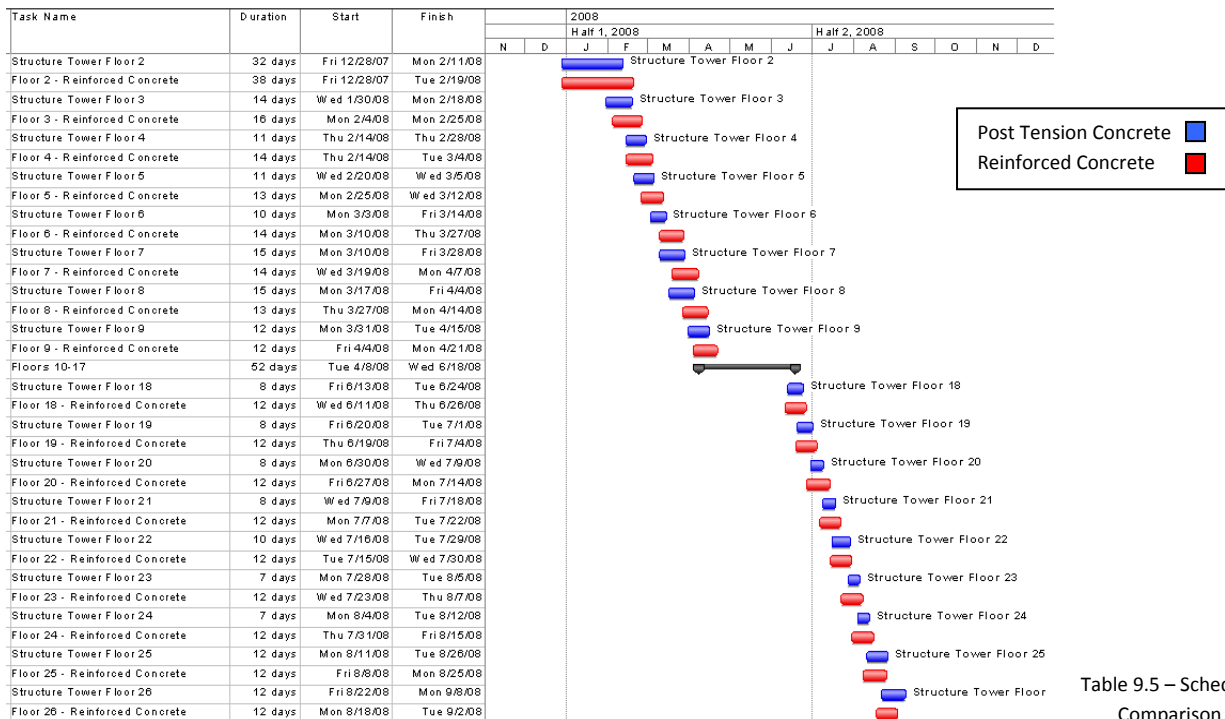 Task Name Duration Start Finish 2008
Half 1, 2008 Half 2, 2008
N D J F M A M J J A S O N D
Structure Tower Floor 2 32 days Fri 12/28/07 Mon 2/11/08 Structure Tower Floor 2
Floor 2 - Reinforced Concrete 38 days Fri 12/28/07 Tue 2/19/08
Structure Tower Floor 3 14 days Wed 1/30/08 Mon 2/18/08 Structure Tower Floor 3
Floor 3 - Reinforced Concrete 16 days Mon 2/4/08 Mon 2/25/08
Structure Tower Floor 4 11 days Thu 2/14/08 Thu 2/28/08 Structure Tower Floor 4
Floor 4 - Reinforced Concrete 14 days Thu 2/14/08 Tue 3/4/08
Structure Tower Floor 5 11 days Wed 2/20/08 Wed 3/5/08 Structure Tower Floor 5
Floor 5 - Reinforced Concrete 13 days Mon 2/25/08 Wed 3/12/08
Structure Tower Floor 6 10 days Mon 3/3/08 Fri 3/14/08 Structure Tower Floor 6
Floor 6 - Reinforced Concrete 14 days Mon 3/10/08 Thu 3/27/08
Structure Tower Floor 7 15 days Mon 3/10/08 Fri 3/28/08 Structure Tower Floor 7
Floor 7 - Reinforced Concrete 14 days Wed 3/19/08 Mon 4/7/08
Structure Tower Floor 8 15 days Mon 3/17/08 Fri 4/4/08 Structure Tower Floor 8
Floor 8 - Reinforced Concrete 13 days Thu 3/27/08 Mon 4/14/08
Structure Tower Floor 9 12 days Mon 3/31/08 Tue 4/15/08 Structure Tower Floor 9
Floor 9 - Reinforced Concrete 12 days Fri 4/4/08 Mon 4/21/08
Floors 10-17 52 days Tue 4/8/08 Wed 6/18/08
Structure Tower Floor 18 8 days Fri 6/13/08 Tue 6/24/08 Structure Tower Floor 18
Floor 18 - Reinforced Concrete 12 days Wed 6/11/08 Thu 6/26/08
Structure Tower Floor 19 8 days Fri 6/20/08 Tue 7/1/08 Structure Tower Floor 19
Floor 19 - Reinforced Concrete 12 days Thu 6/19/08 Fri 7/4/08
Structure Tower Floor 20 8 days Mon 6/30/08 Wed 7/9/08 Structure Tower Floor 20
Floor 20 - Reinforced Concrete 12 days Fri 6/27/08 Mon 7/14/08
Structure Tower Floor 21 8 days Wed 7/9/08 Fri 7/18/08 Structure Tower Floor 21
Floor 21 - Reinforced Concrete 12 days Mon 7/7/08 Tue 7/22/08
Structure Tower Floor 22 10 days Wed 7/16/08 Tue 7/29/08 Structure Tower Floor 22
Floor 22 - Reinforced Concrete 12 days Tue 7/15/08 Wed 7/30/08
Structure Tower Floor 23 7 days Mon 7/28/08 Tue 8/5/08 Structure Tower Floor 23
Floor 23 - Reinforced Concrete 12 days Wed 7/23/08 Thu 8/7/08
Structure Tower Floor 24 7 days Mon 8/4/08 Tue 8/12/08 Structure Tower Floor 24
Floor 24 - Reinforced Concrete 12 days Thu 7/31/08 Fri 8/15/08
Structure Tower Floor 25 12 days Mon 8/11/08 Tue 8/26/08 Structure Tower Floor 25
Floor 25 - Reinforced Concrete 12 days Fri 8/8/08 Mon 8/25/08
Structure Tower Floor 26 12 days Fri 8/22/08 Mon 9/8/08 Structure Tower Floor
Floor 26 - Reinforced Concrete 12 days Mon 8/18/08 Tue 9/2/08
Post Tension Concrete
Reinforced Concrete
Table 9.5 – Sched
Comparison